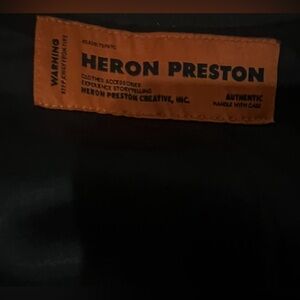 WARNING
HERON PRESTON
CLOTHES ACCESSORIES
EXPERIENCE STORYTELLING
HERON PRESTON CREATIVE, INC.
AUTHENTIC
HANDLE WITH CARE